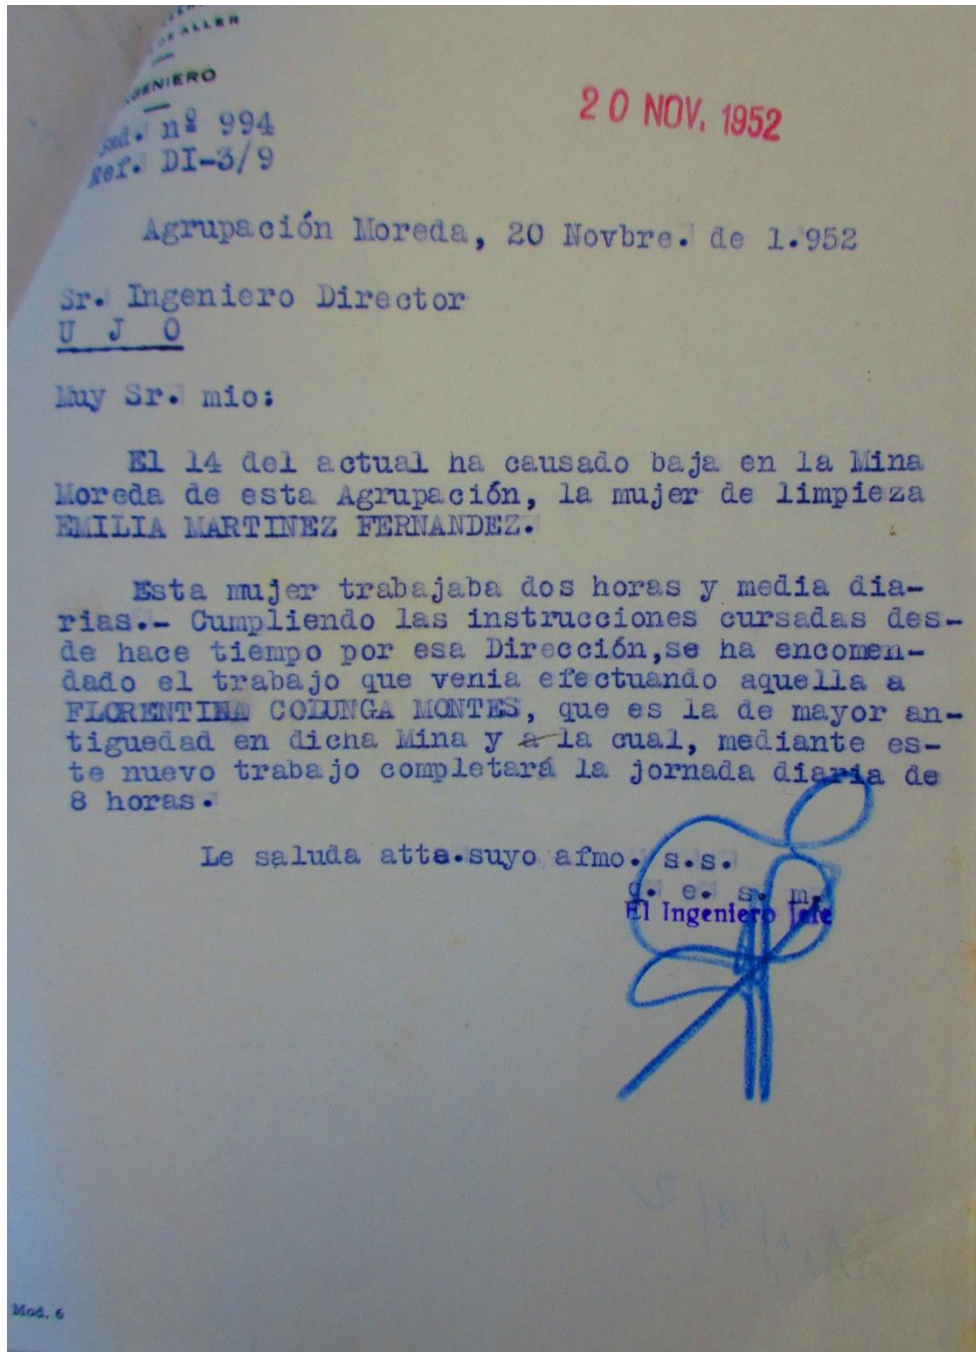 DE ALLER
INGENIERO
20 NOV. 1952
nº 994
Ref. DI-3/9
Agrupación Moreda, 20 Novbre. de 1.952
Sr. Ingeniero Director
U J O
Muy Sr. mio:
El 14 del actual ha causado baja en la Mina
Moreda de esta Agrupación, la mujer de limpieza
EMILIA MARTINEZ FERNANDEZ.
Esta mujer trabajaba dos horas y media dia-
rias.- Cumpliendo las instrucciones cursadas des-
de hace tiempo por esa Dirección,se ha encomen-
dado el trabajo que venia efectuando aquella a
FLORENTINA COLUNGA MONTES, que es la de mayor an-
tiguedad en dicha Mina y a la cual, mediante es-
te nuevo trabajo completará la jornada diaria de
8 horas.
Le saluda atte.suyo afmo. s.s.
q. e. s. m.
El Ingeniero Jefe
Mod. 6